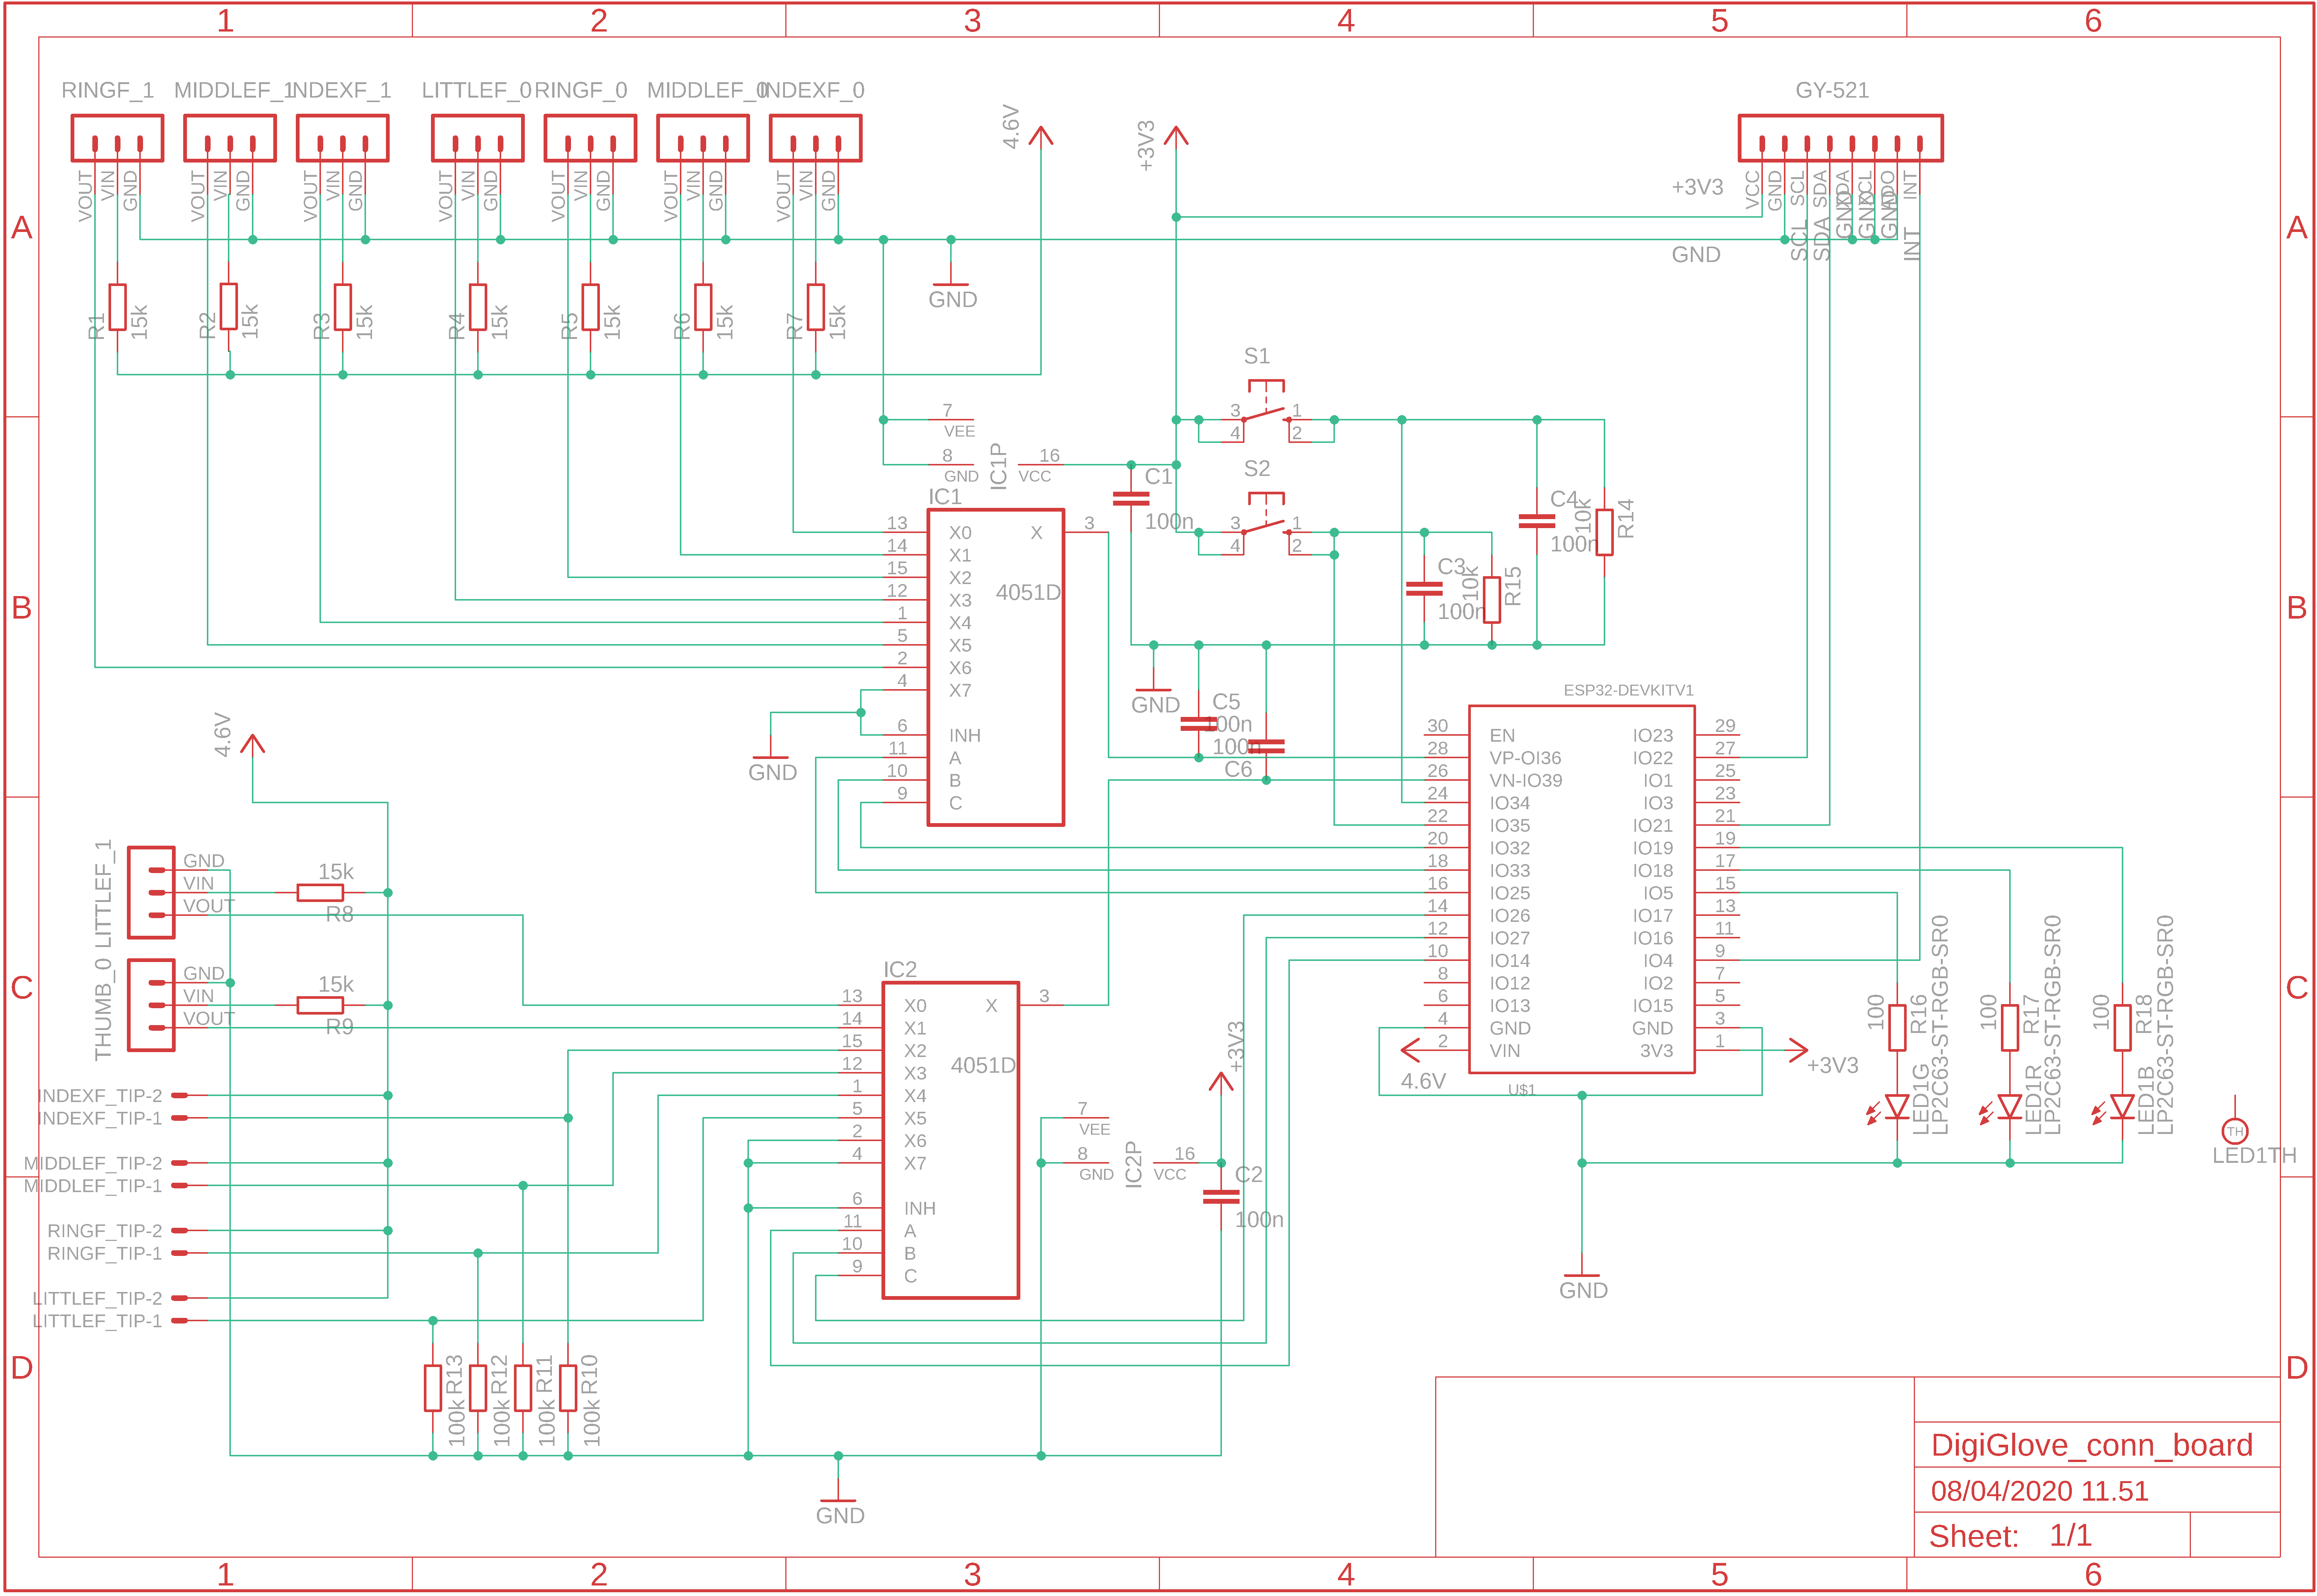 1 2 3 4 5 6
RINGF_1 MIDDLEF_1 INDEXF_1 LITTLEF_0 RINGF_0 MIDDLEF_0 INDEXF_0 GY-521
4.6V +3V3
VOUT VIN GND VOUT VIN GND VOUT VIN GND VOUT VIN GND VOUT VIN GND VOUT VIN GND VOUT VIN GND
+3V3 VCC GND SCL SDA XDA XCL ADO INT
A A
GND SCL SDA GND GND GND INT
R1 15k R2 15k R3 15k R4 15k R5 15k R6 15k R7 15k
GND
S1
3 1
4 2
7 VEE
8 GND IC1P 16 VCC
C1 100n
S2
3 1
4 2
C4 100n 10k R14
C3 100n 10k R15
B B
IC1
4051D
13 X0 X 3
14 X1
15 X2
12 X3
1 X4
5 X5
2 X6
4 X7
6 INH
11 A
10 B
9 C
GND
GND
C5
100n
100n
C6
ESP32-DEVKITV1
30 EN IO23 29
28 VP-OI36 IO22 27
26 VN-IO39 IO1 25
24 IO34 IO3 23
22 IO35 IO21 21
20 IO32 IO19 19
18 IO33 IO18 17
16 IO25 IO5 15
14 IO26 IO17 13
12 IO27 IO16 11
10 IO14 IO4 9
8 IO12 IO2 7
6 IO13 IO15 5
4 GND GND 3
2 VIN 3V3 1
4.6V U$1 +3V3
4.6V
LITTLEF_1
GND
VIN 15k
VOUT R8
THUMB_0
GND
VIN 15k
VOUT R9
C C
IC2
4051D
13 X0 X 3
14 X1
15 X2
12 X3
1 X4
5 X5
2 X6
4 X7
6 INH
11 A
10 B
9 C
+3V3
7 VEE
8 GND IC2P 16 VCC
C2
100n
100 R16 100 R17 100 R18
LED1G LP2C63-ST-RGB-SR0
LED1R LP2C63-ST-RGB-SR0
LED1B LP2C63-ST-RGB-SR0
TH
LED1TH
INDEXF_TIP-2
INDEXF_TIP-1
MIDDLEF_TIP-2
MIDDLEF_TIP-1
RINGF_TIP-2
RINGF_TIP-1
LITTLEF_TIP-2
LITTLEF_TIP-1
GND
D D
100k R13 100k R12 100k R11 100k R10
GND
DigiGlove_conn_board
08/04/2020 11.51
Sheet: 1/1
1 2 3 4 5 6